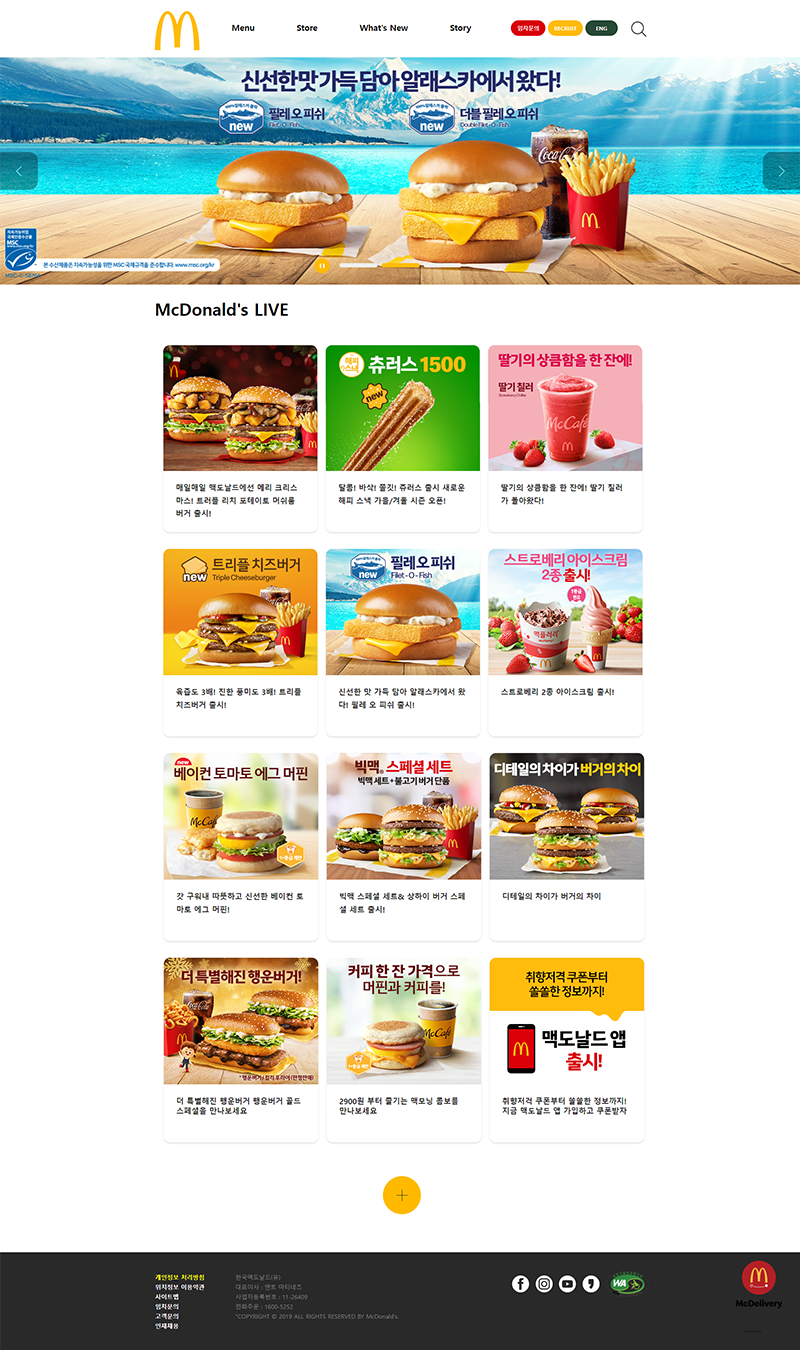 Menu
Store
What's New
Story
임차문의
RECRUIT
ENG
신선한 맛 가득 담아 알래스카에서 왔다!
new
필레 오 피쉬
Filet-O-Fish
new
더블 필레 오 피쉬
Double Filet-O-Fish
Coca-Cola
MSC
www.msc.org/kr
본 수산제품은 지속가능성을 위한 MSC 국제규격을 준수합니다. www.msc.org/kr
McDonald's LIVE
해피
스낵
츄러스 1500
new
딸기의 상큼함을 한 잔에!
딸기 칠러
Strawberry Chiller
McCafé
매일매일 맥도날드에선 메리 크리스
마스! 트러플 리치 포테이토 머쉬룸
버거 출시!
달콤! 바삭! 쫄깃! 츄러스 출시 새로운
해피 스낵 가을/겨울 시즌 오픈!
딸기의 상큼함을 한 잔에! 딸기 칠러
가 돌아왔다!
new
트리플 치즈버거
Triple Cheeseburger
new
필레 오 피쉬
Filet-O-Fish
스트로베리 아이스크림
2종 출시!
맥플러리
육즙도 3배! 진한 풍미도 3배! 트리플
치즈버거 출시!
신선한 맛 가득 담아 알래스카에서 왔
다! 필레 오 피쉬 출시!
스트로베리 2종 아이스크림 출시!
new
베이컨 토마토 에그 머핀
McCafé
1+등급 계란
빅맥® 스페셜 세트
빅맥 세트+불고기 버거 단품
디테일의 차이가 버거의 차이
갓 구워내 따뜻하고 신선한 베이컨 토
마토 에그 머핀!
빅맥 스페셜 세트& 상하이 버거 스페
셜 세트 출시!
디테일의 차이가 버거의 차이
더 특별해진 행운버거!
Coca-Cola
커피 한 잔 가격으로
머핀과 커피를!
McCafé
1+등급 계란
취향저격 쿠폰부터
쏠쏠한 정보까지!
맥도날드 앱
출시!
더 특별해진 행운버거 행운버거 골드
스페셜을 만나보세요
2900원 부터 즐기는 맥모닝 콤보를
만나보세요
취향저격 쿠폰부터 쏠쏠한 정보까지!
지금 맥도날드 앱 가입하고 쿠폰받자
개인정보 처리방침
위치정보 이용약관
사이트맵
임차문의
고객문의
인재채용
한국맥도날드(유)
대표이사 : 앤토 마티네즈
사업자등록번호 : 11-26409
전화주문 : 1600-5252
*COPYRIGHT © 2019 ALL RIGHTS RESERVED BY McDonald's.
WA
McDelivery